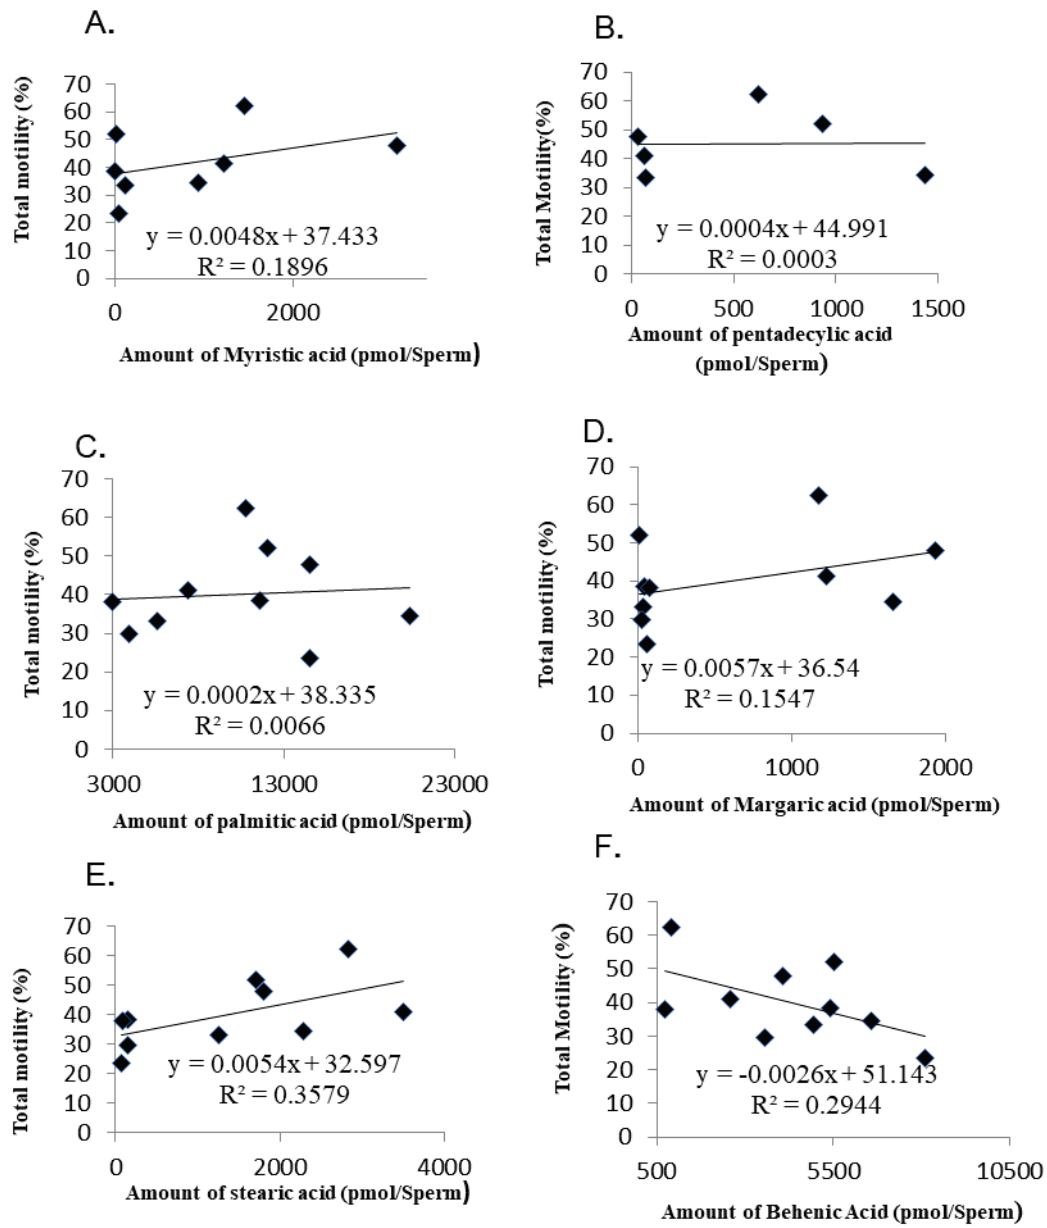 A.
Total motility (%)
70
60
50
40
30
20
10
0
y = 0.0048x + 37.433
R² = 0.1896
0 2000
Amount of Myristic acid (pmol/Sperm)
B.
Total Motility(%)
70
60
50
40
30
20
10
0
y = 0.0004x + 44.991
R² = 0.0003
0 500 1000 1500
Amount of pentadecylic acid
(pmol/Sperm)
C.
Total motility (%)
70
60
50
40
30
20
10
0
y = 0.0002x + 38.335
R² = 0.0066
3000 13000 23000
Amount of palmitic acid (pmol/Sperm)
D.
Total motility (%)
70
60
50
40
30
20
10
0
y = 0.0057x + 36.54
R² = 0.1547
0 1000 2000
Amount of Margaric acid (pmol/Sperm)
E.
Total motility (%)
70
60
50
40
30
20
10
0
y = 0.0054x + 32.597
R² = 0.3579
0 2000 4000
Amount of stearic acid (pmol/Sperm)
F.
Total Motility (%)
70
60
50
40
30
20
10
0
y = -0.0026x + 51.143
R² = 0.2944
500 5500 10500
Amount of Behenic Acid (pmol/Sperm)